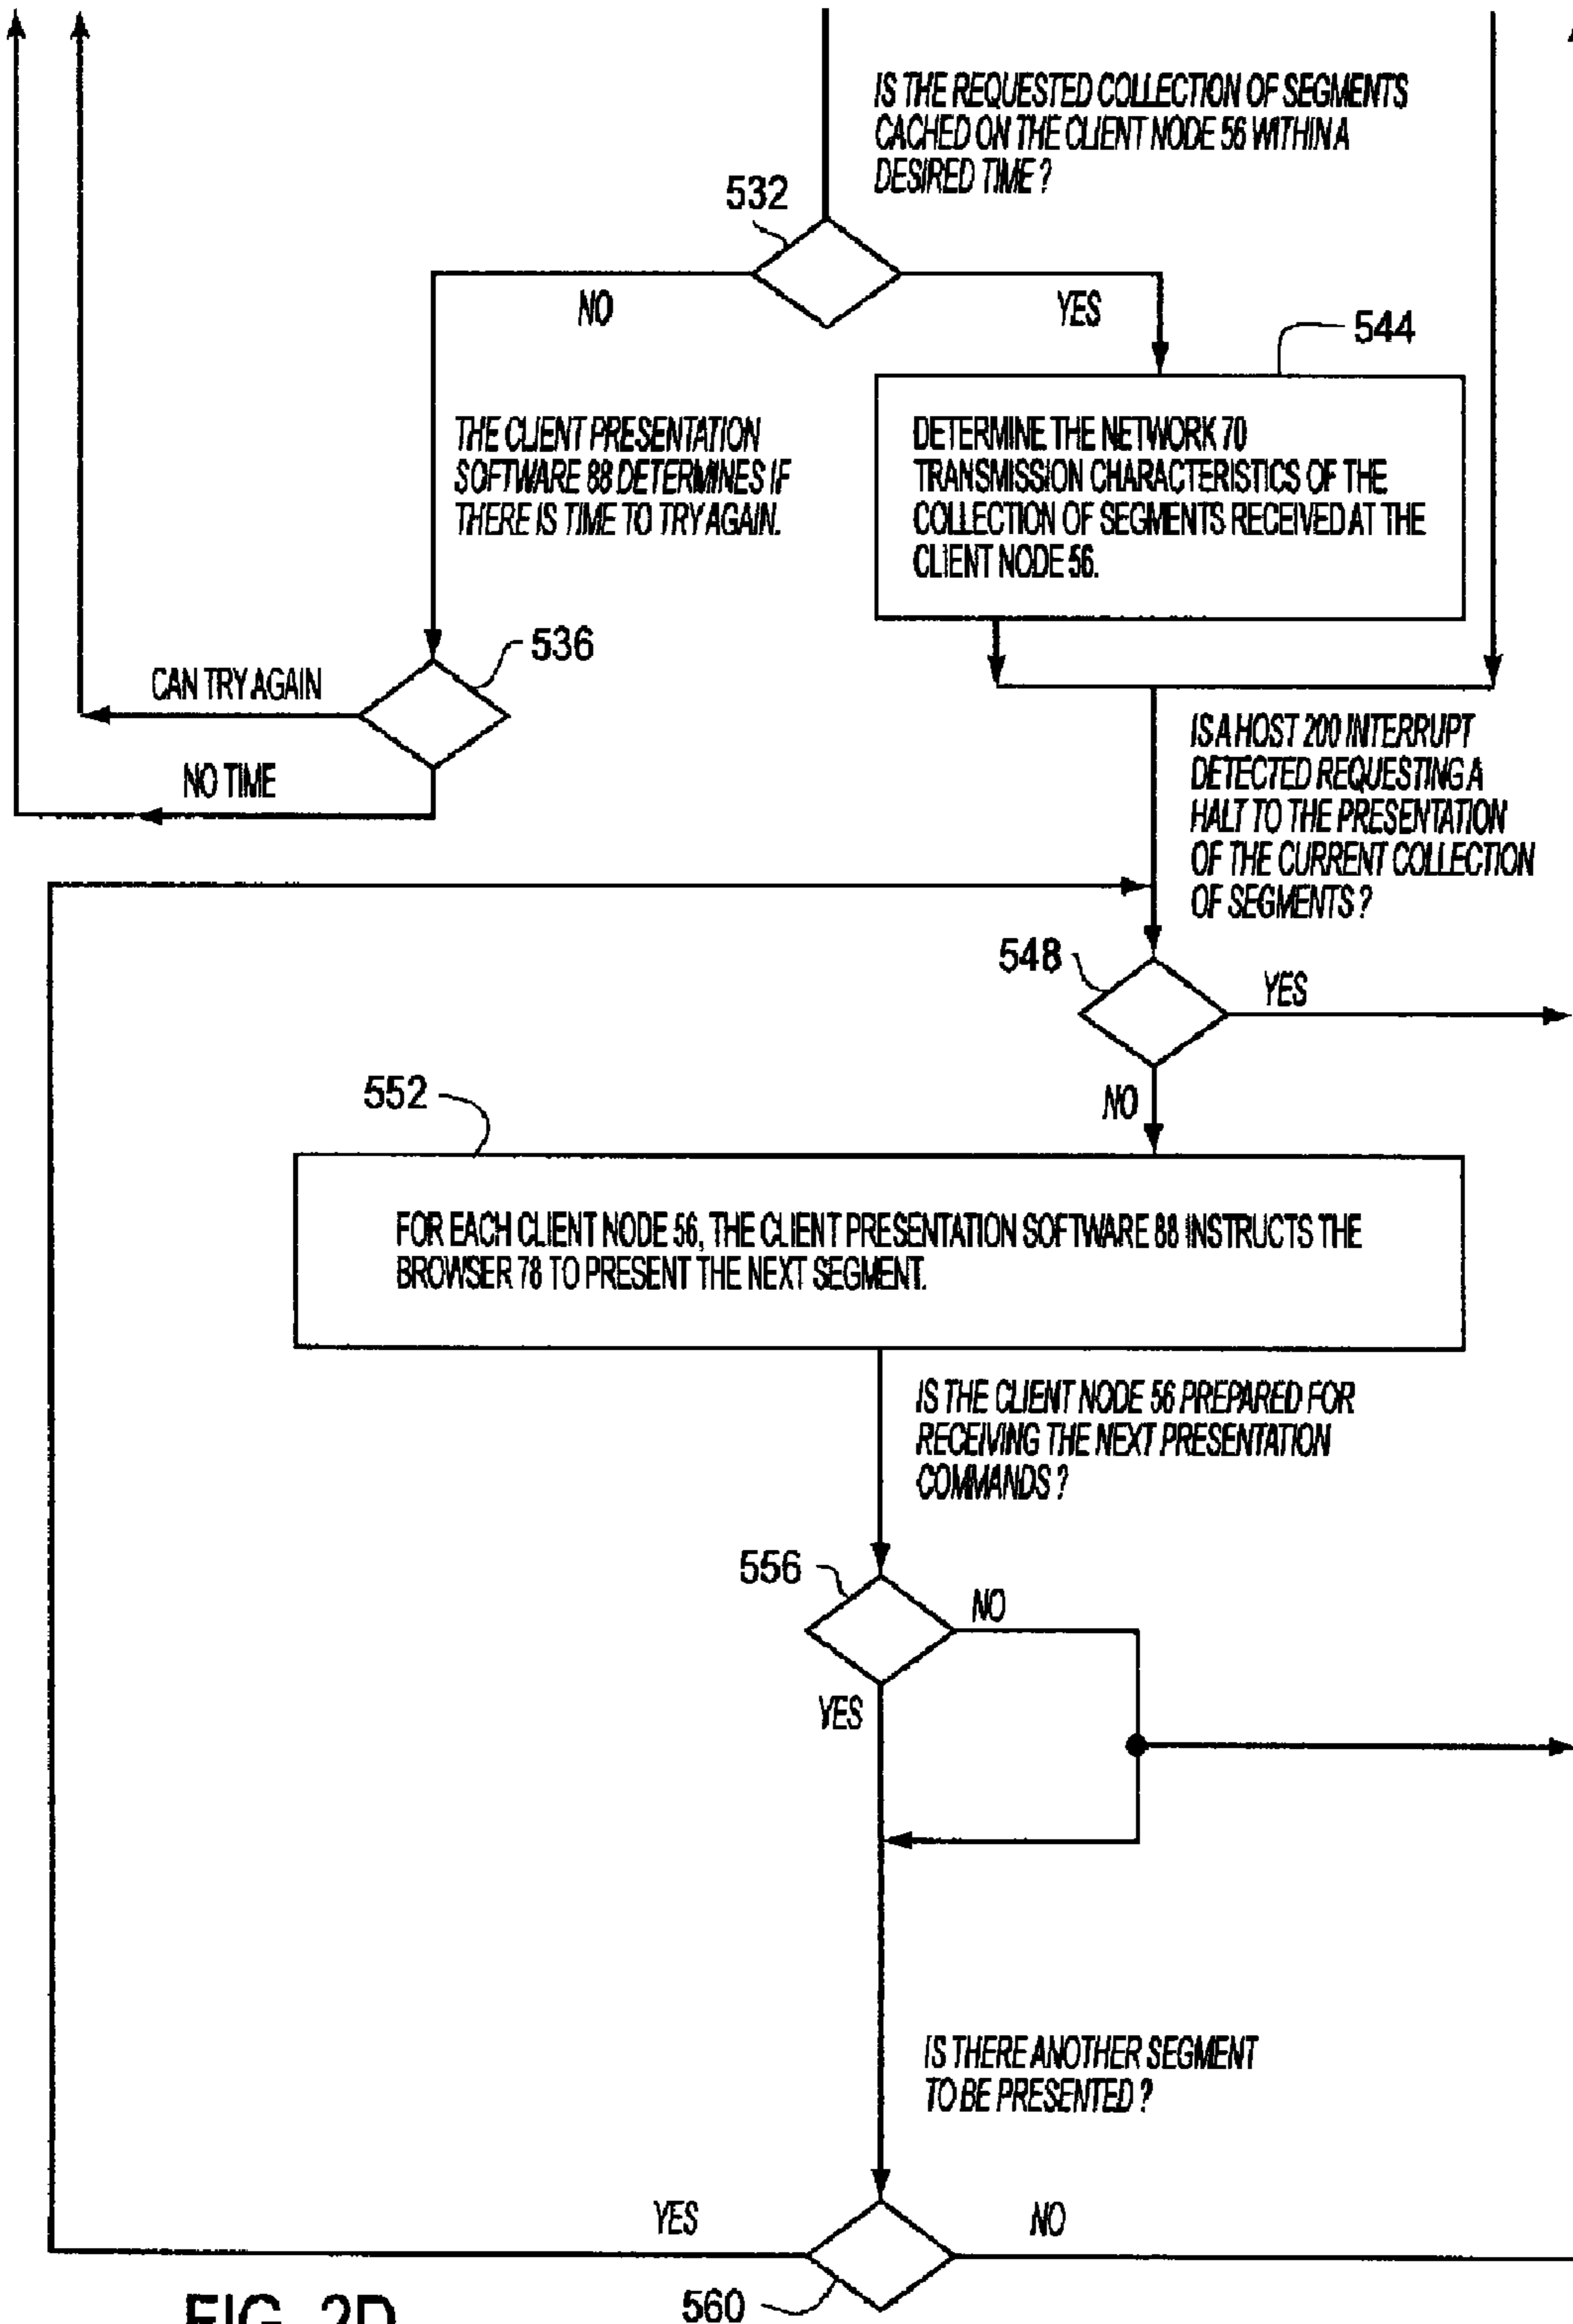 IS THE REQUESTED COLLECTION OF SEGMENTS
CACHED ON THE CLIENT NODE 56 WITHIN A
DESIRED TIME ?
532
NO
YES
544
THE CLIENT PRESENTATION
SOFTWARE 88 DETERMINES IF
THERE IS TIME TO TRY AGAIN.
DETERMINE THE NETWORK 70
TRANSMISSION CHARACTERISTICS OF THE
COLLECTION OF SEGMENTS RECEIVED AT THE
CLIENT NODE 56.
536
CAN TRY AGAIN
NO TIME
IS A HOST 200 INTERRUPT
DETECTED REQUESTING A
HALT TO THE PRESENTATION
OF THE CURRENT COLLECTION
OF SEGMENTS ?
548
YES
NO
552
FOR EACH CLIENT NODE 56, THE CLIENT PRESENTATION SOFTWARE 88 INSTRUCTS THE
BROWSER 78 TO PRESENT THE NEXT SEGMENT.
IS THE CLIENT NODE 56 PREPARED FOR
RECEIVING THE NEXT PRESENTATION
COMMANDS ?
556
NO
YES
IS THERE ANOTHER SEGMENT
TO BE PRESENTED ?
YES
NO
560
FIG. 2D